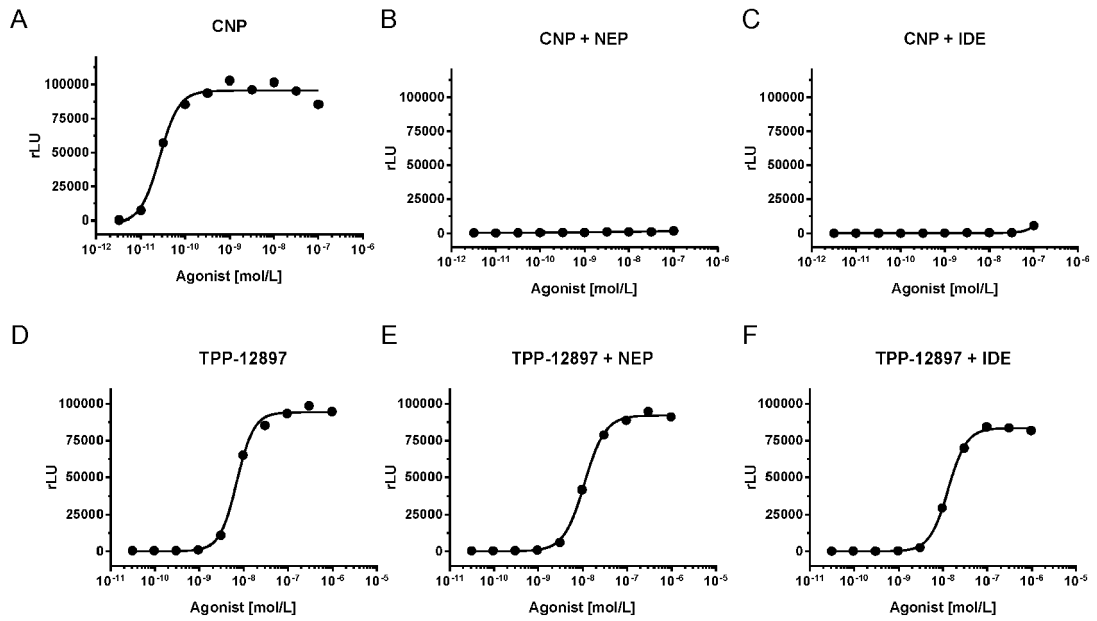 A
CNP
100000
75000
50000
25000
0
rLU
10-12 10-11 10-10 10-9 10-8 10-7 10-6
Agonist [mol/L]
B
CNP + NEP
100000
75000
50000
25000
0
rLU
10-12 10-11 10-10 10-9 10-8 10-7 10-6
Agonist [mol/L]
C
CNP + IDE
100000
75000
50000
25000
0
rLU
10-12 10-11 10-10 10-9 10-8 10-7 10-6
Agonist [mol/L]
D
TPP-12897
100000
75000
50000
25000
0
rLU
10-11 10-10 10-9 10-8 10-7 10-6 10-5
Agonist [mol/L]
E
TPP-12897 + NEP
100000
75000
50000
25000
0
rLU
10-11 10-10 10-9 10-8 10-7 10-6 10-5
Agonist [mol/L]
F
TPP-12897 + IDE
100000
75000
50000
25000
0
rLU
10-11 10-10 10-9 10-8 10-7 10-6 10-5
Agonist [mol/L]